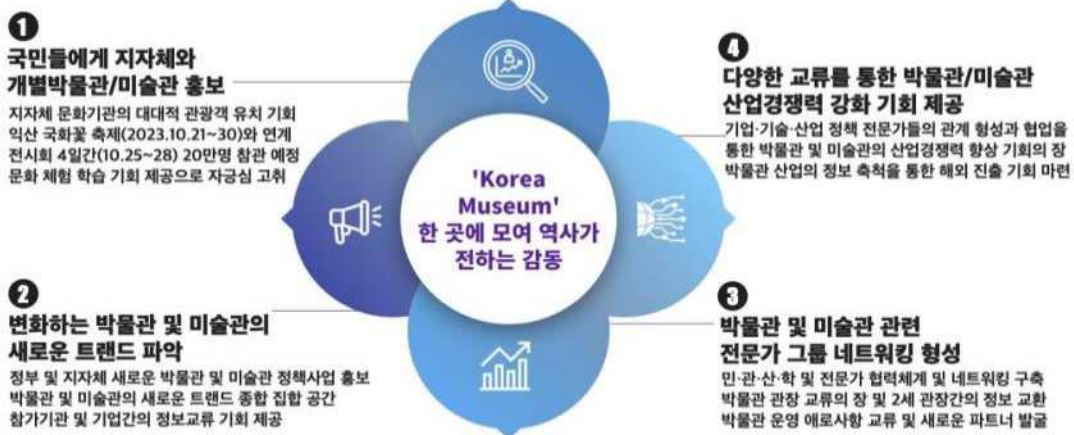 ❶
국민들에게 지자체와
개별박물관/미술관 홍보
지자체 문화기관의 대대적 관광객 유치 기회
익산 국화꽃 축제(2023.10.21~30)와 연계
전시회 4일간(10.25~28) 20만명 참관 예정
문화 체험 학습 기회 제공으로 자긍심 고취
❷
변화하는 박물관 및 미술관의
새로운 트랜드 파악
정부 및 지자체 새로운 박물관 및 미술관 정책사업 홍보
박물관 및 미술관의 새로운 트랜드 종합 집합 공간
참가기관 및 기업간의 정보교류 기회 제공
'Korea
Museum'
한 곳에 모여 역사가
전하는 감동
❹
다양한 교류를 통한 박물관/미술관
산업경쟁력 강화 기회 제공
기업·기술·산업 정책 전문가들의 관계 형성과 협업을
통한 박물관 및 미술관의 산업경쟁력 향상 기회의 장
박물관 산업의 정보 축척을 통한 해외 진출 기회 마련
❸
박물관 및 미술관 관련
전문가 그룹 네트워킹 형성
민·관·산·학 및 전문가 협력체계 및 네트워킹 구축
박물관 관장 교류의 장 및 2세 관장간의 정보 교환
박물관 운영 애로사항 교류 및 새로운 파트너 발굴